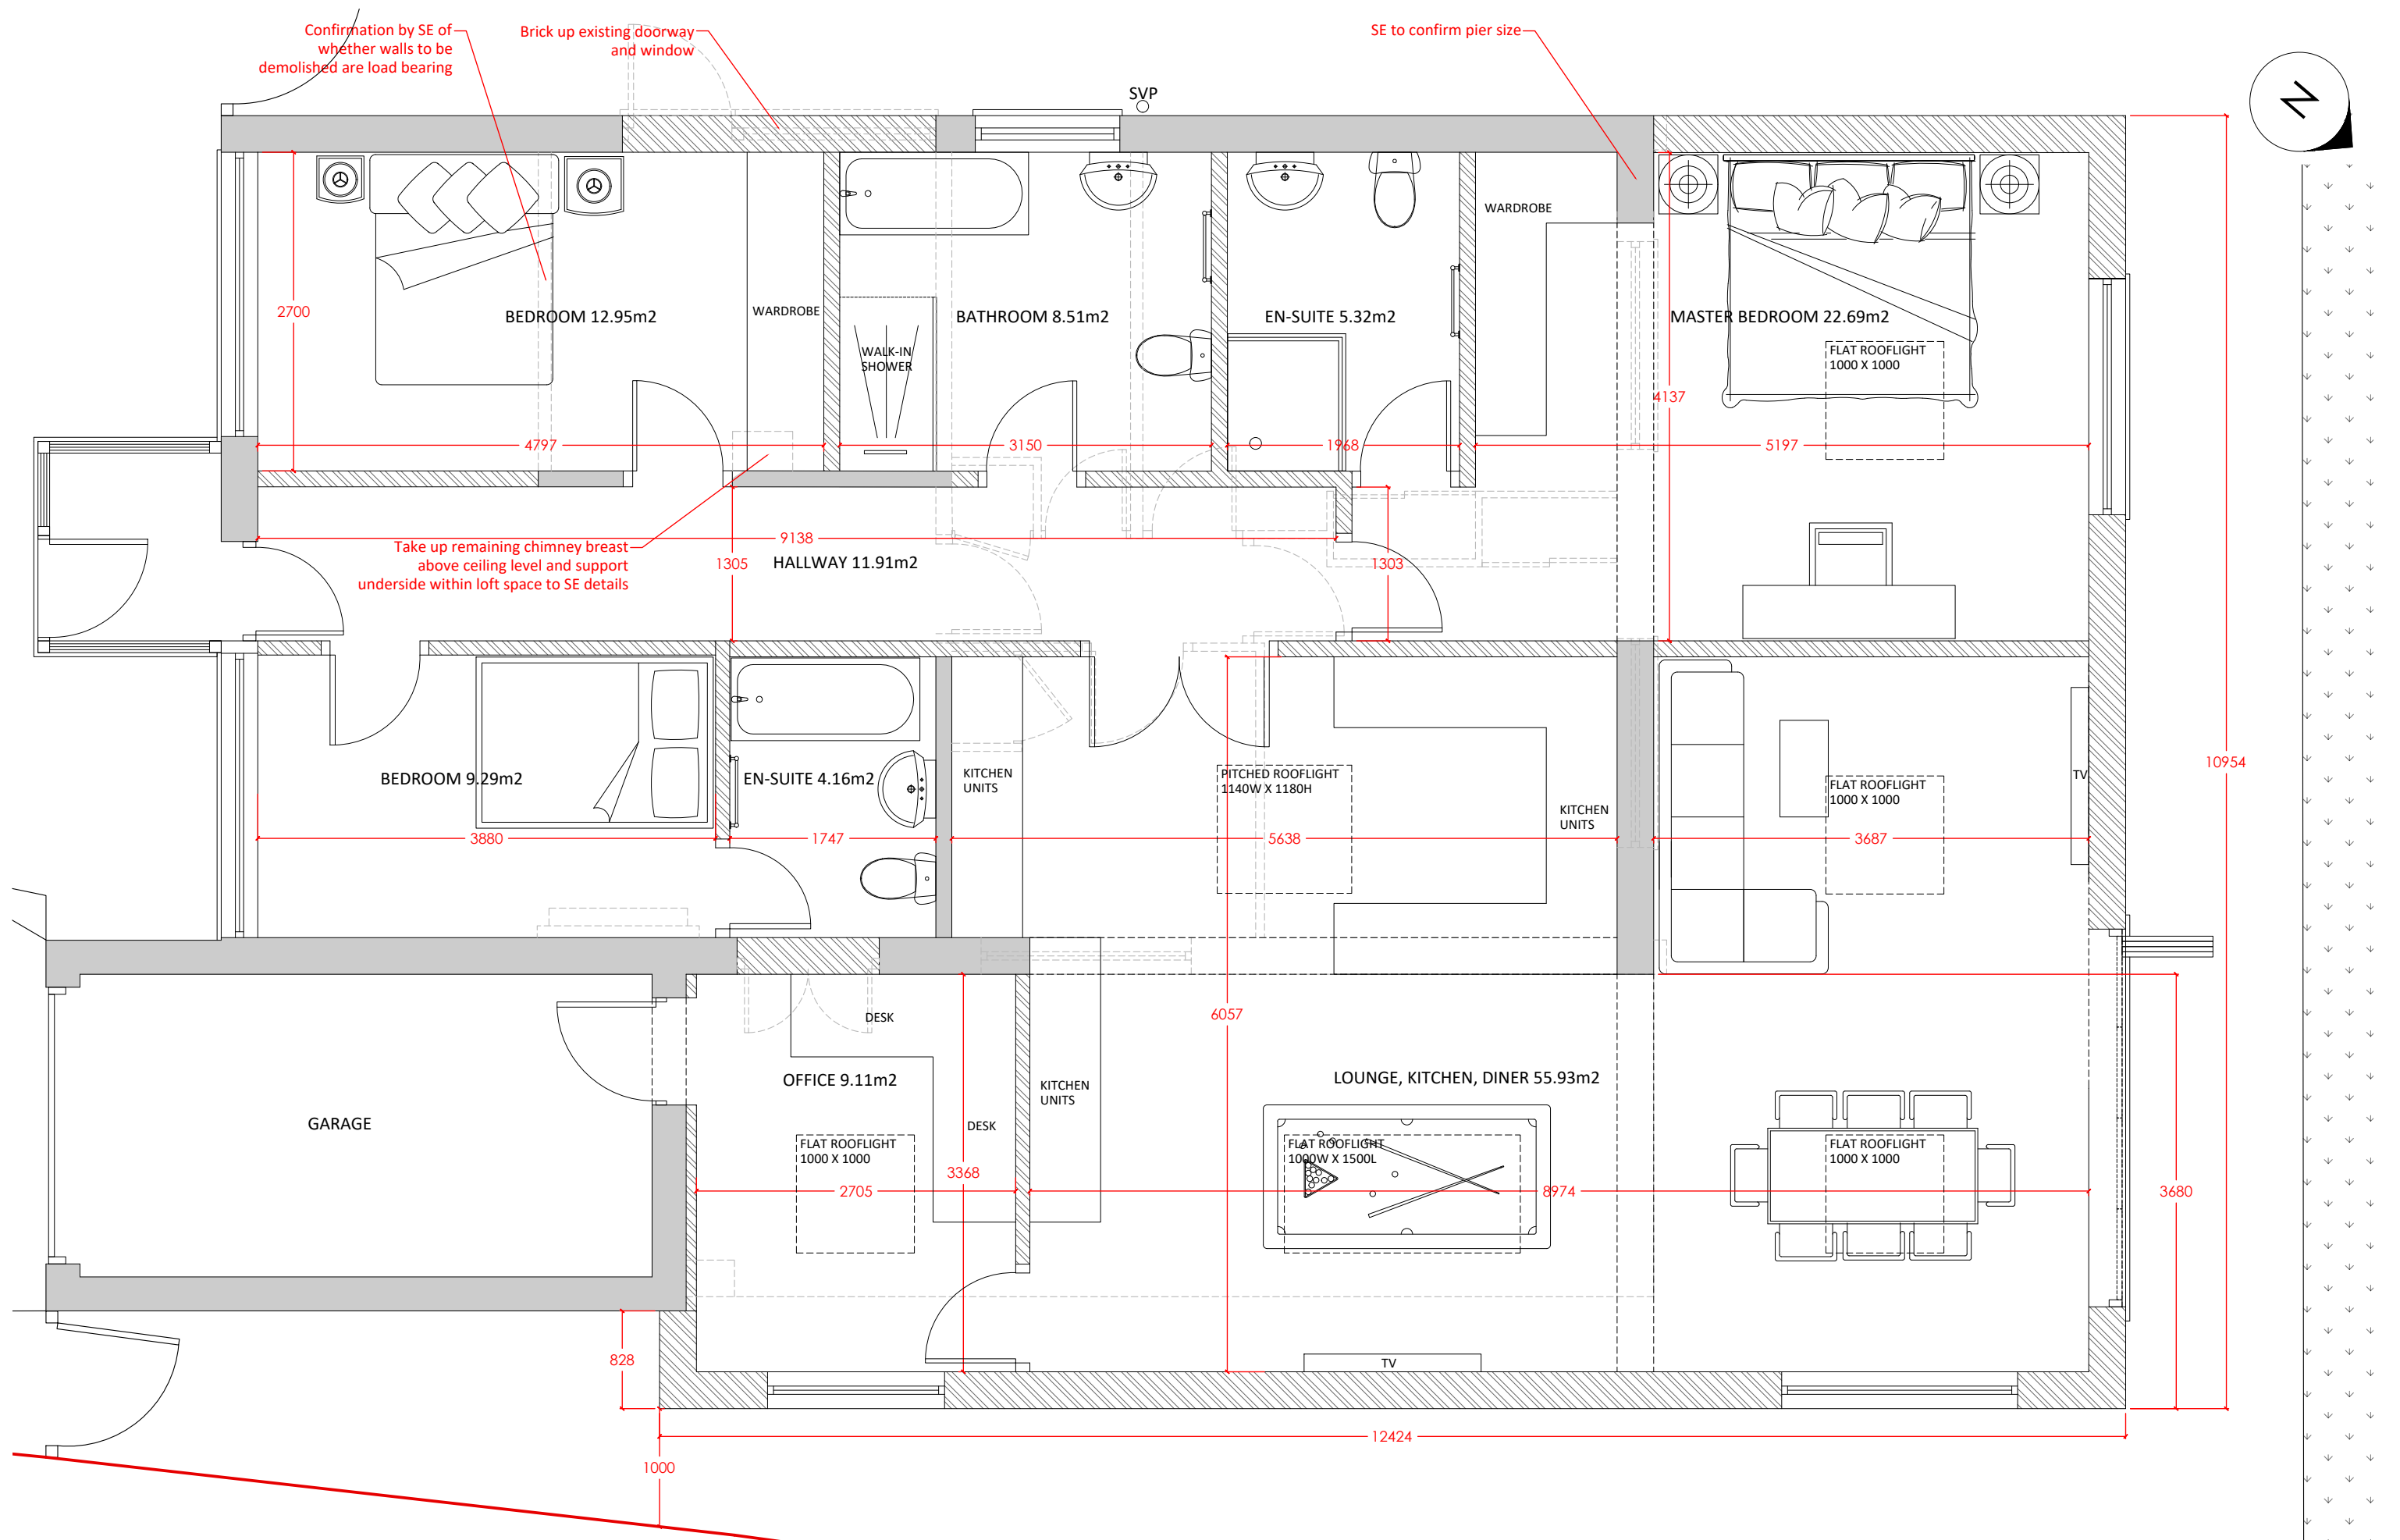 Confirmation by SE of
whether walls to be
demolished are load bearing
Brick up existing doorway
and window
SE to confirm pier size
SVP
N
WARDROBE
2700
BEDROOM 12.95m2
WARDROBE
BATHROOM 8.51m2
EN-SUITE 5.32m2
MASTER BEDROOM 22.69m2
WALK-IN
SHOWER
FLAT ROOFLIGHT
1000 X 1000
4137
4797
3150
1968
5197
9138
Take up remaining chimney breast
above ceiling level and support
underside within loft space to SE details
1305
HALLWAY 11.91m2
1303
10954
BEDROOM 9.29m2
EN-SUITE 4.16m2
KITCHEN
UNITS
PITCHED ROOFLIGHT
1140W X 1180H
KITCHEN
UNITS
FLAT ROOFLIGHT
1000 X 1000
TV
3880
1747
5638
3687
DESK
6057
OFFICE 9.11m2
KITCHEN
UNITS
LOUNGE, KITCHEN, DINER 55.93m2
GARAGE
DESK
FLAT ROOFLIGHT
1000 X 1000
FLAT ROOFLIGHT
1000W X 1500L
FLAT ROOFLIGHT
1000 X 1000
3368
2705
8974
3680
828
TV
12424
1000